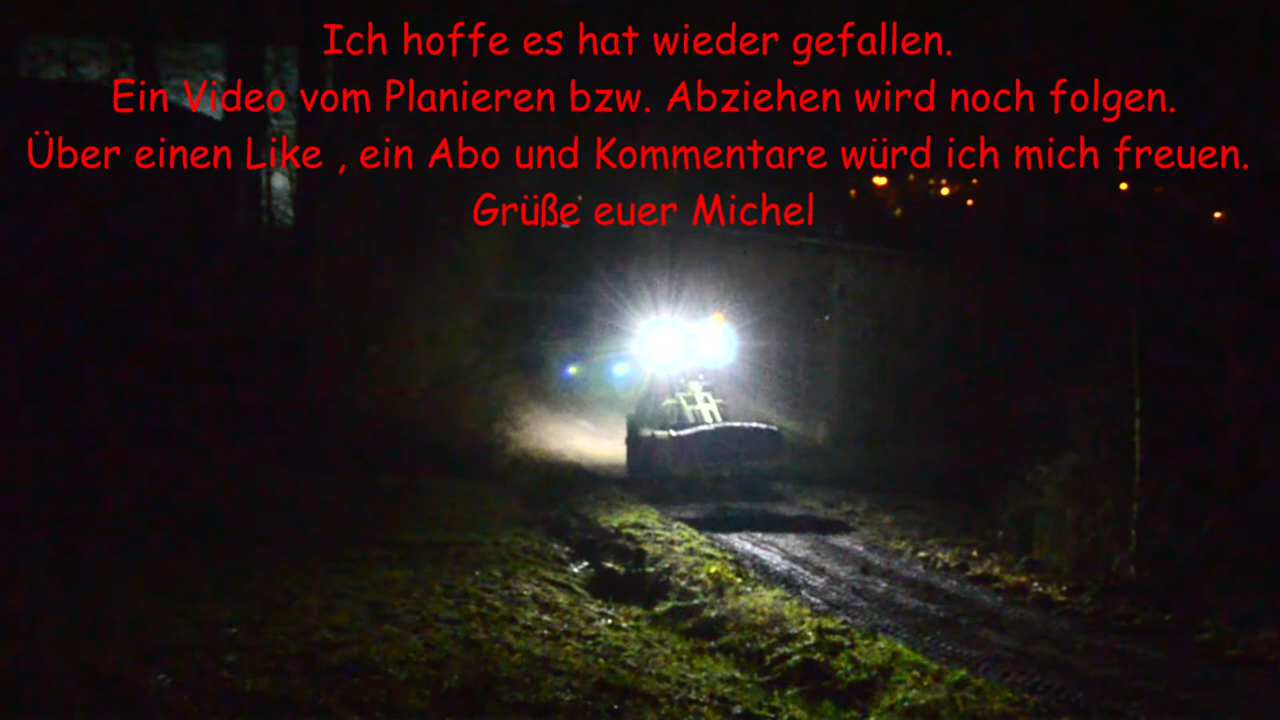 Ich hoffe es hat wieder gefallen.
Ein Video vom Planieren bzw. Abziehen wird noch folgen.
Über einen Like , ein Abo und Kommentare würd ich mich freuen.
Grüße euer Michel